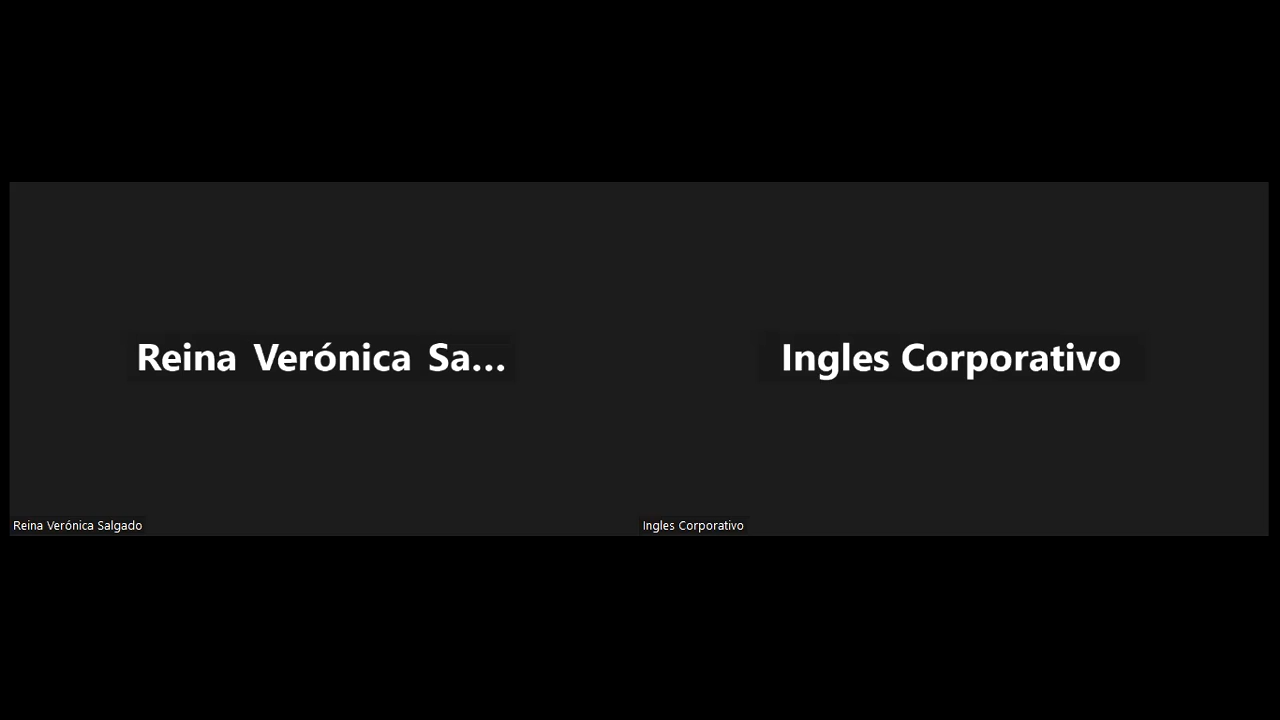 Reina Verónica Sa...
Ingles Corporativo
Reina Verónica Salgado
Ingles Corporativo